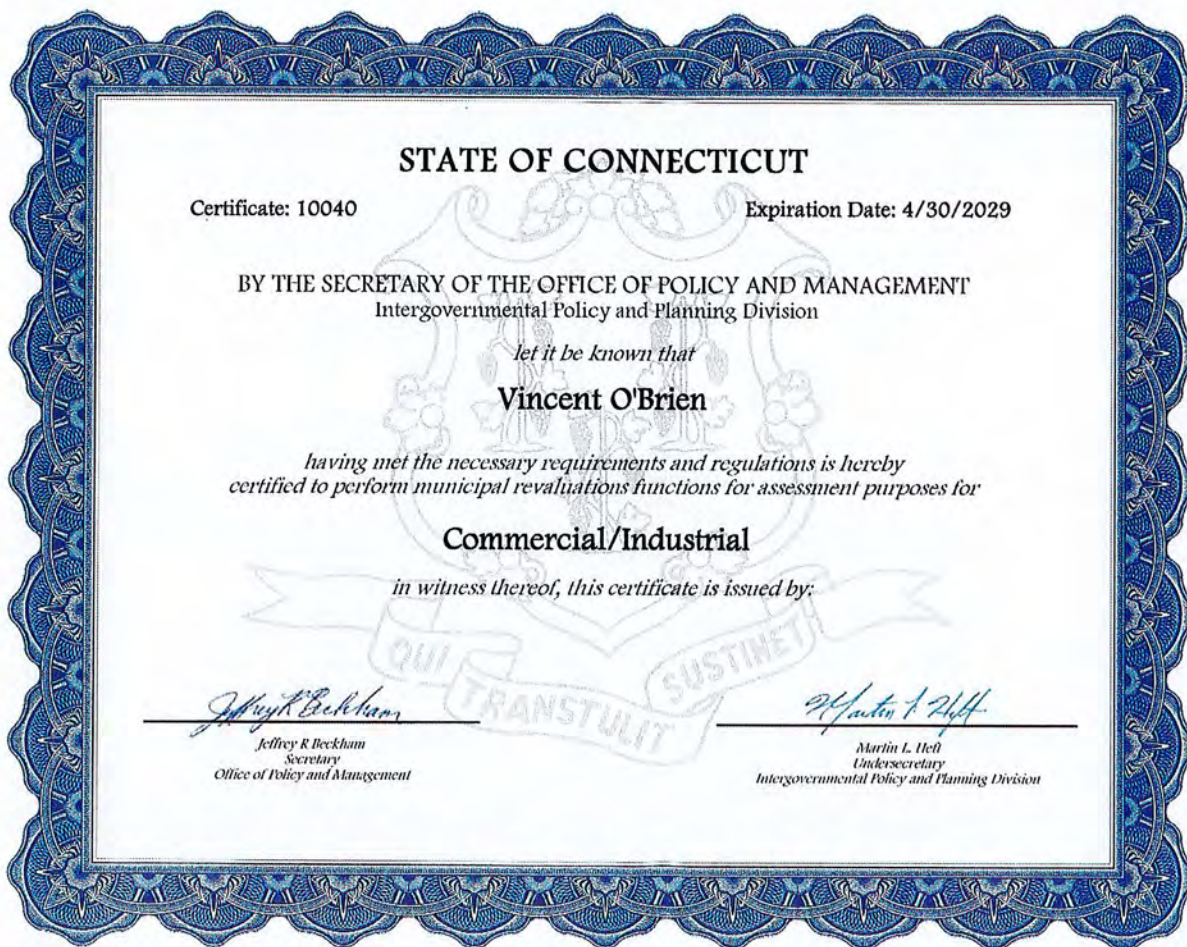 STATE OF CONNECTICUT
Certificate: 10040
Expiration Date: 4/30/2029
BY THE SECRETARY OF THE OFFICE OF POLICY AND MANAGEMENT
Intergovernmental Policy and Planning Division
let it be known that
Vincent O'Brien
having met the necessary requirements and regulations is hereby
certified to perform municipal revaluations functions for assessment purposes for
Commercial/Industrial
in witness thereof, this certificate is issued by:
QUI TRANSTULIT SUSTINET
Jeffrey R Beckham
Martin L. Heft
Jeffrey R Beckham
Secretary
Office of Policy and Management
Martin L. Heft
Undersecretary
Intergovernmental Policy and Planning Division